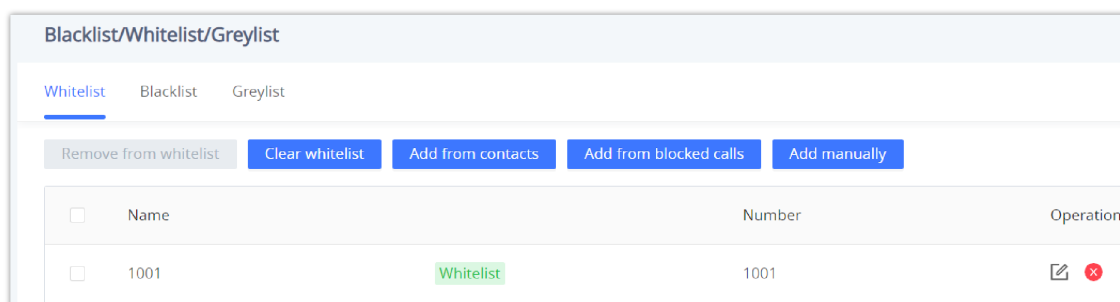 Blacklist/Whitelist/Greylist
Whitelist Blacklist Greylist
Remove from whitelist Clear whitelist Add from contacts Add from blocked calls Add manually
Name Number Operation
1001 Whitelist 1001